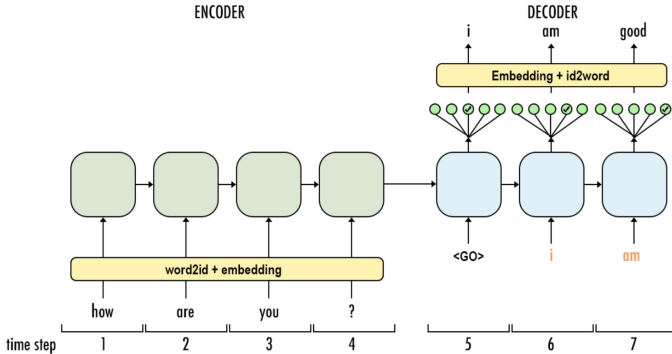 ENCODER DECODER
i am good
Embedding + id2word
word2id + embedding
<GO> i am
how are you ?
time step 1 2 3 4 5 6 7